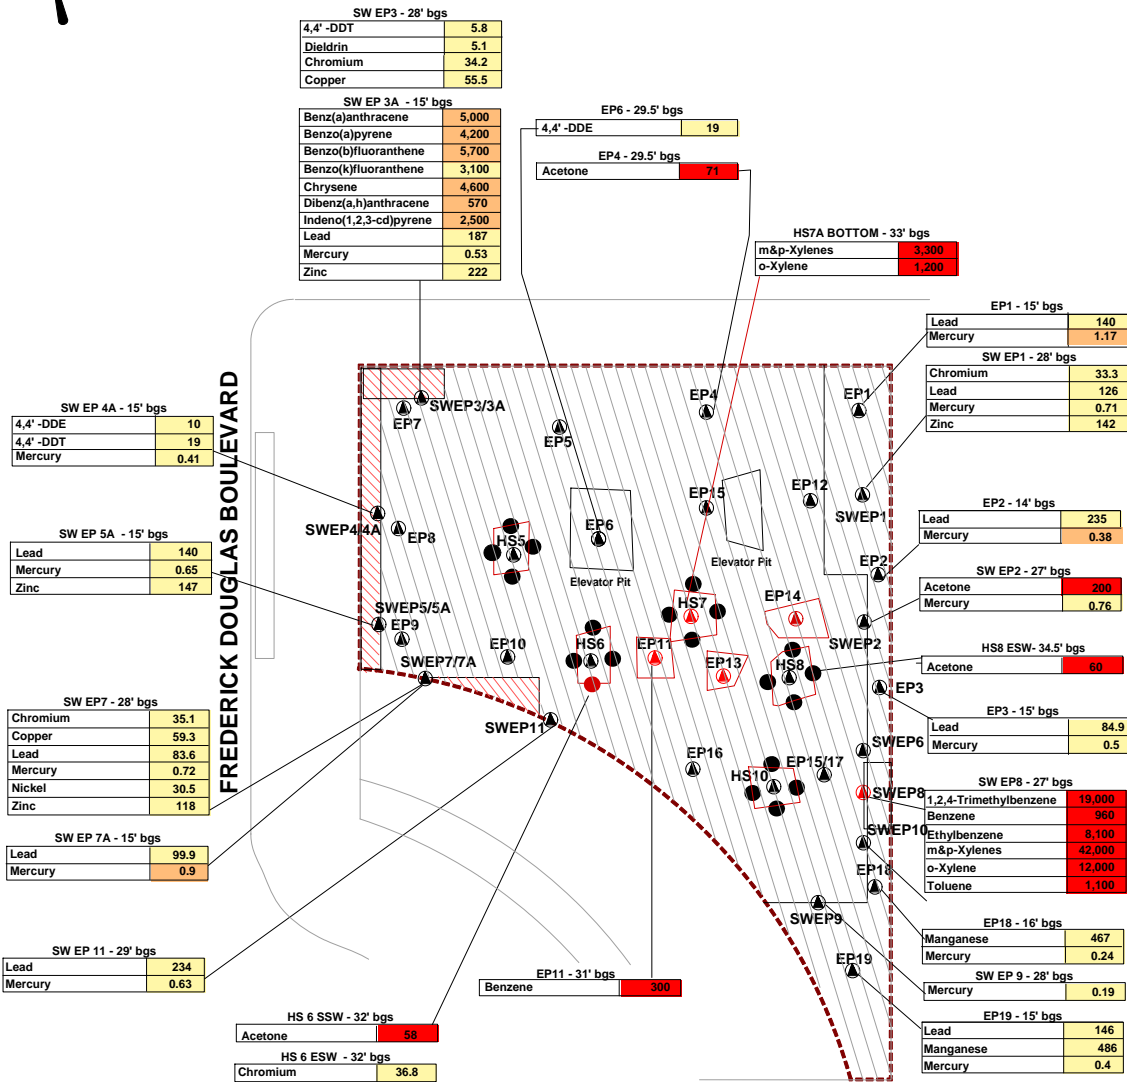 SW EP3 - 28' bgs
4,4' -DDT 5.8
Dieldrin 5.1
Chromium 34.2
Copper 55.5
SW EP 3A - 15' bgs
Benz(a)anthracene 5,000
Benzo(a)pyrene 4,200
Benzo(b)fluoranthene 5,700
Benzo(k)fluoranthene 3,100
Chrysene 4,600
Dibenz(a,h)anthracene 570
Indeno(1,2,3-cd)pyrene 2,500
Lead 187
Mercury 0.53
Zinc 222
EP6 - 29.5' bgs
4,4' -DDE 19
EP4 - 29.5' bgs
Acetone 71
HS7A BOTTOM - 33' bgs
m&p-Xylenes 3,300
o-Xylene 1,200
EP1 - 15' bgs
Lead 140
Mercury 1.17
SW EP1 - 28' bgs
Chromium 33.3
Lead 126
Mercury 0.71
Zinc 142
EP2 - 14' bgs
Lead 235
Mercury 0.38
SW EP2 - 27' bgs
Acetone 200
Mercury 0.76
HS8 ESW- 34.5' bgs
Acetone 60
EP3 - 15' bgs
Lead 84.9
Mercury 0.5
SW EP8 - 27' bgs
1,2,4-Trimethylbenzene 19,000
Benzene 960
Ethylbenzene 8,100
m&p-Xylenes 42,000
o-Xylene 12,000
Toluene 1,100
EP18 - 16' bgs
Manganese 467
Mercury 0.24
SW EP 9 - 28' bgs
Mercury 0.19
EP19 - 15' bgs
Lead 146
Manganese 486
Mercury 0.4
SW EP 4A - 15' bgs
4,4' -DDE 10
4,4' -DDT 19
Mercury 0.41
SW EP 5A - 15' bgs
Lead 140
Mercury 0.65
Zinc 147
SW EP7 - 28' bgs
Chromium 35.1
Copper 59.3
Lead 83.6
Mercury 0.72
Nickel 30.5
Zinc 118
SW EP 7A - 15' bgs
Lead 99.9
Mercury 0.9
SW EP 11 - 29' bgs
Lead 234
Mercury 0.63
HS 6 SSW - 32' bgs
Acetone 58
HS 6 ESW - 32' bgs
Chromium 36.8
EP11 - 31' bgs
Benzene 300
FREDERICK DOUGLAS BOULEVARD
SWEP3/3A
EP7
EP5
EP4
EP1
EP12
EP15
SWEP1
SWEP4/4A
EP8
HS5
EP6
Elevator Pit
Elevator Pit
EP2
SWEP5/5A
EP9
HS7
EP14
SWEP2
SWEP7/7A
EP10
HS6
EP11
EP13
HS8
EP3
SWEP11
EP16
HS10
EP15/17
SWEP6
SWEP8
SWEP10
EP18
SWEP9
EP19